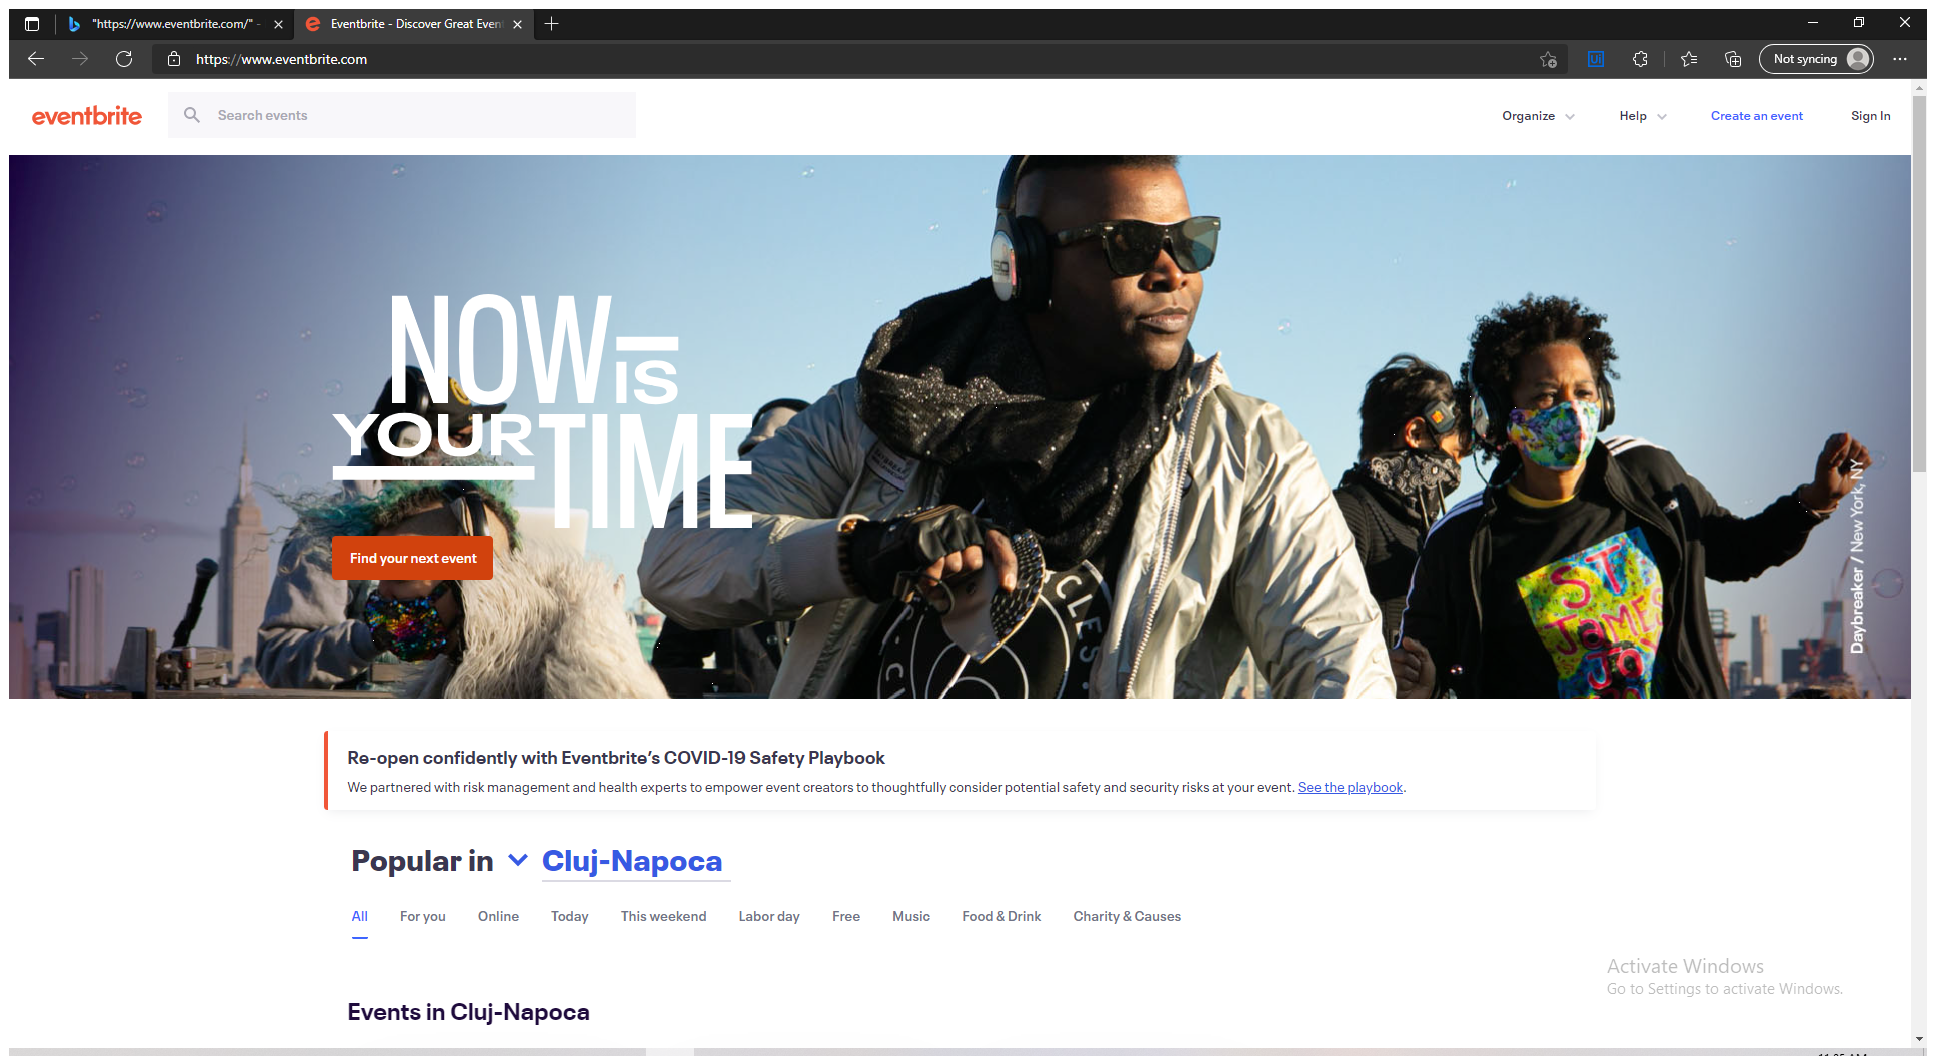 "https://www.eventbrite.com/" -
Eventbrite - Discover Great Even
https://www.eventbrite.com
Not syncing
eventbrite
Search events
Organize
Help
Create an event
Sign In
NOW IS
YOUR TIME
Find your next event
Daybreaker / New York, NY
ST
JAMES
JO
CLES
Re-open confidently with Eventbrite's COVID-19 Safety Playbook
We partnered with risk management and health experts to empower event creators to thoughtfully consider potential safety and security risks at your event. See the playbook.
Popular in Cluj-Napoca
All For you Online Today This weekend Labor day Free Music Food & Drink Charity & Causes
Activate Windows
Go to Settings to activate Windows.
Events in Cluj-Napoca